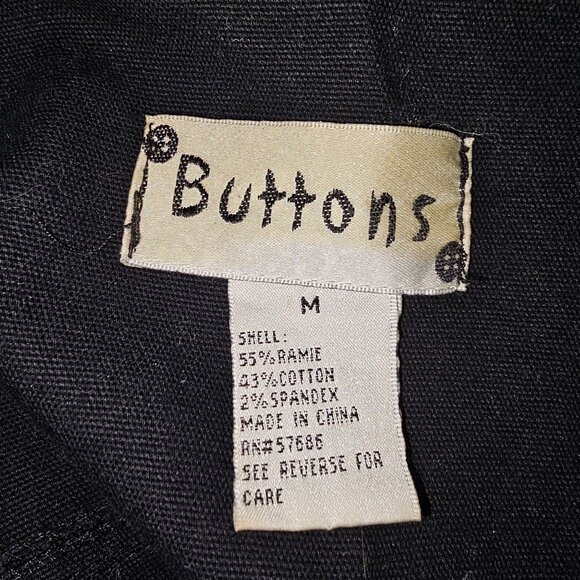 Buttons
M
SHELL:
55%RAMIE
43%COTTON
2%SPANDEX
MADE IN CHINA
RN#57686
SEE REVERSE FOR
CARE